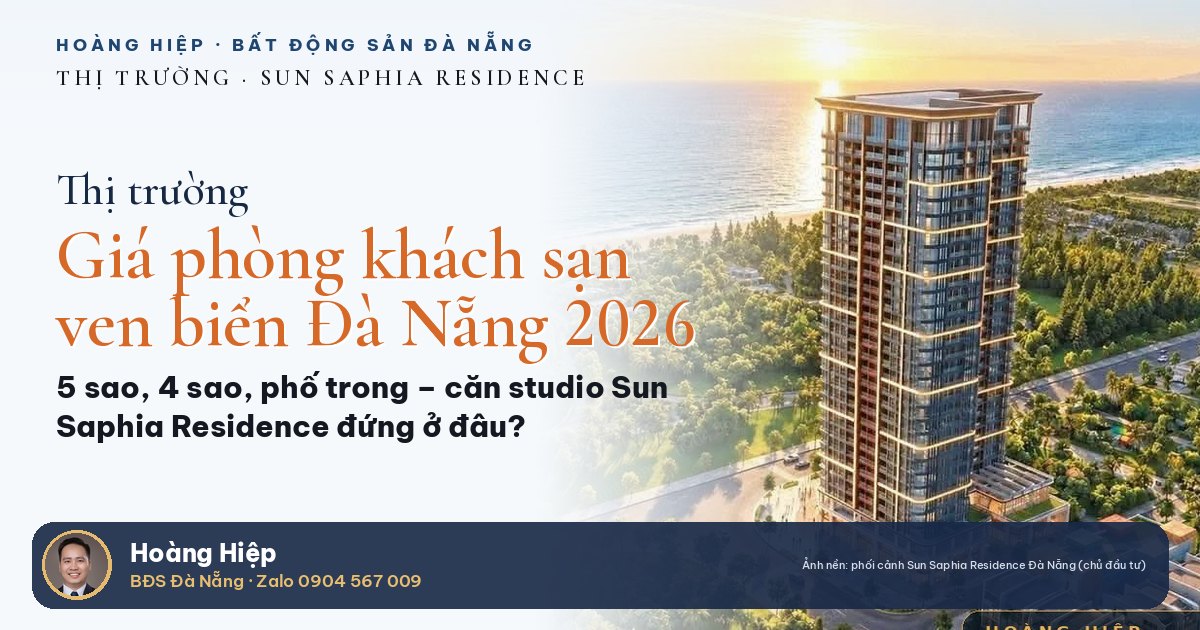 HOÀNG HIỆP · BẤT ĐỘNG SẢN ĐÀ NẴNG
THỊ TRƯỜNG · SUN SAPHIA RESIDENCE
Thị trường
Giá phòng khách sạn
ven biển Đà Nẵng 2026
5 sao, 4 sao, phố trong – căn studio Sun
Saphia Residence đứng ở đâu?
Hoàng Hiệp
BĐS Đà Nẵng · Zalo 0904 567 009
Ảnh nền: phối cảnh Sun Saphia Residence Đà Nẵng (chủ đầu tư)
HOÀNG HIỆP